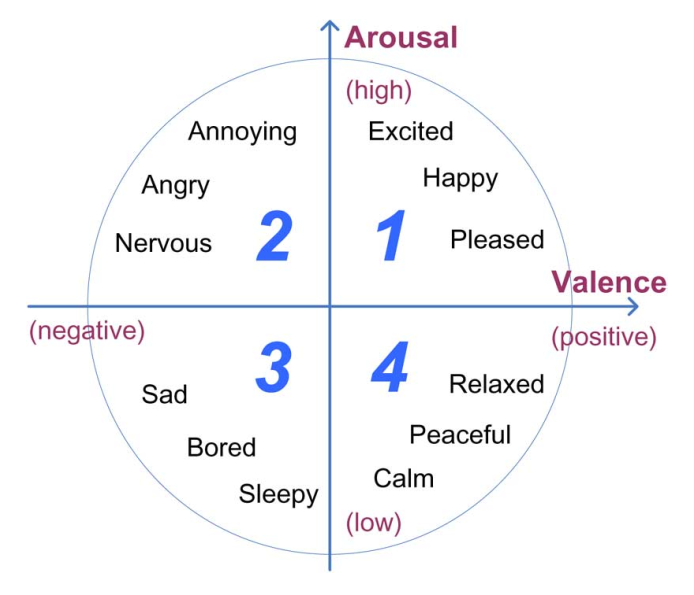 Arousal
(high)
Annoying
Excited
Angry
Happy
Nervous
2
1
Pleased
Valence
(negative)
(positive)
3
4
Sad
Relaxed
Bored
Peaceful
Sleepy
Calm
(low)